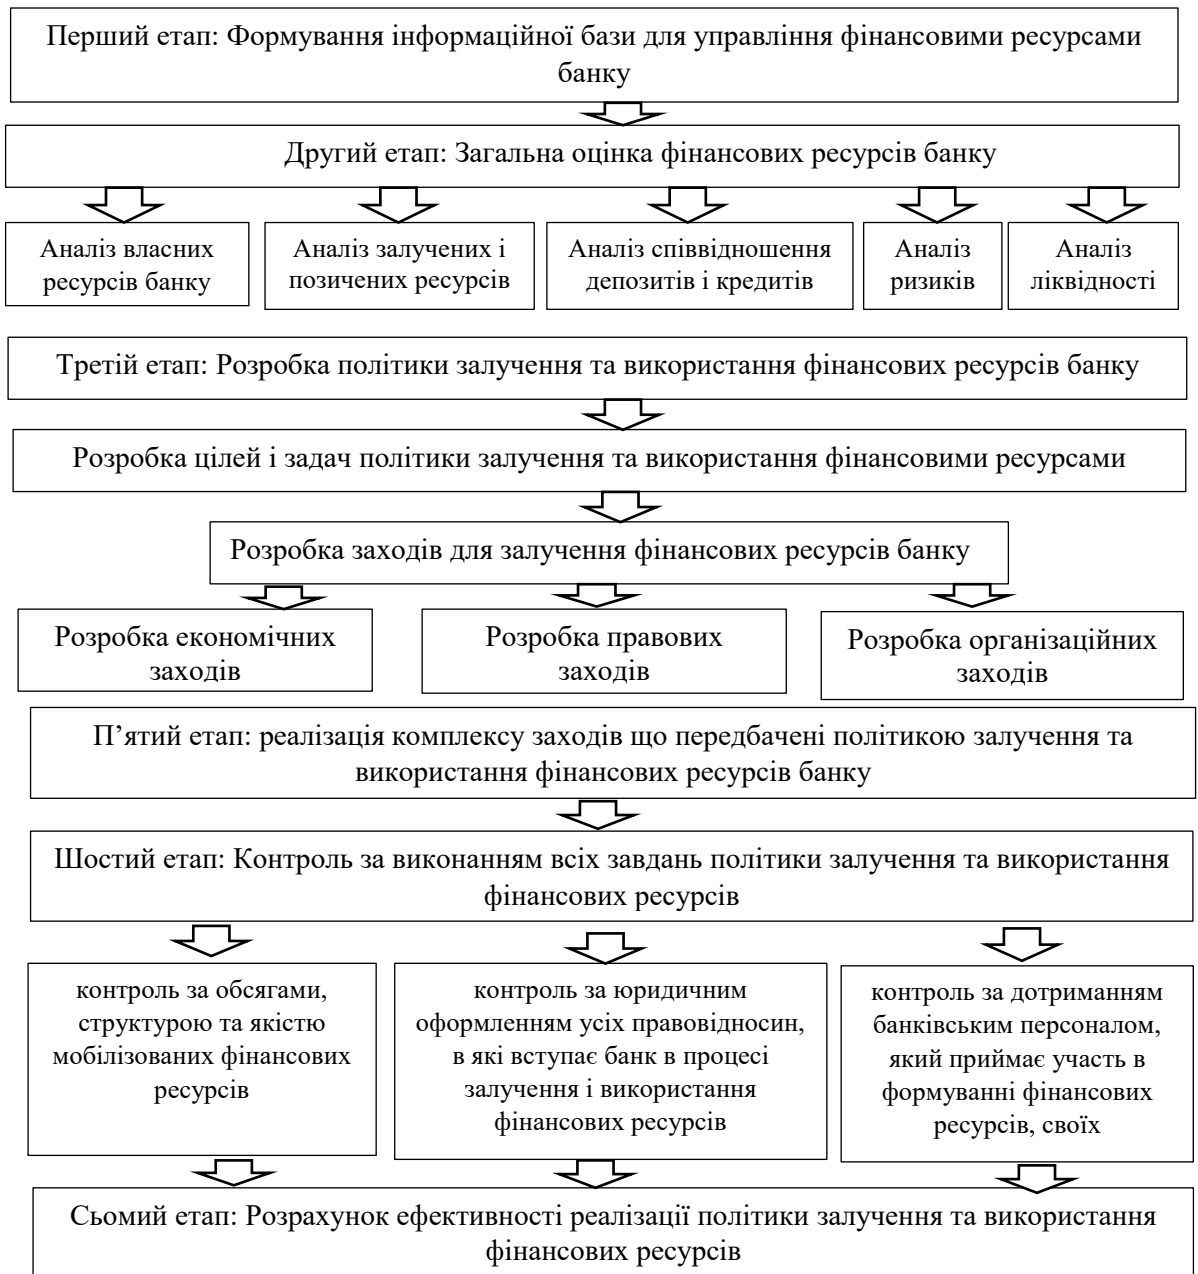 Перший етап: Формування інформаційної бази для управління фінансовими ресурсами
банку
Другий етап: Загальна оцінка фінансових ресурсів банку
Аналіз власних
ресурсів банку
Аналіз залучених і
позичених ресурсів
Аналіз співвідношення
депозитів і кредитів
Аналіз
ризиків
Аналіз
ліквідності
Третій етап: Розробка політики залучення та використання фінансових ресурсів банку
Розробка цілей і задач політики залучення та використання фінансовими ресурсами
Розробка заходів для залучення фінансових ресурсів банку
Розробка економічних
заходів
Розробка правових
заходів
Розробка організаційних
заходів
П’ятий етап: реалізація комплексу заходів що передбачені політикою залучення та
використання фінансових ресурсів банку
Шостий етап: Контроль за виконанням всіх завдань політики залучення та використання
фінансових ресурсів
контроль за обсягами,
структурою та якістю
мобілізованих фінансових
ресурсів
контроль за юридичним
оформленням усіх правовідносин,
в які вступає банк в процесі
залучення і використання
фінансових ресурсів
контроль за дотриманням
банківським персоналом,
який приймає участь в
формуванні фінансових
ресурсів, своїх
Сьомий етап: Розрахунок ефективності реалізації політики залучення та використання
фінансових ресурсів